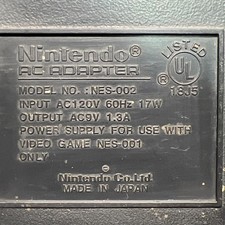 Nintendo®
AC ADAPTER
MODEL NO.: NES-002
INPUT AC120V 60Hz 17W
OUTPUT AC9V 1.3A
POWER SUPPLY FOR USE WITH
VIDEO GAME NES-001
ONLY
LISTED
UL
®
13J5
© Nintendo Co.,Ltd.
MADE IN JAPAN